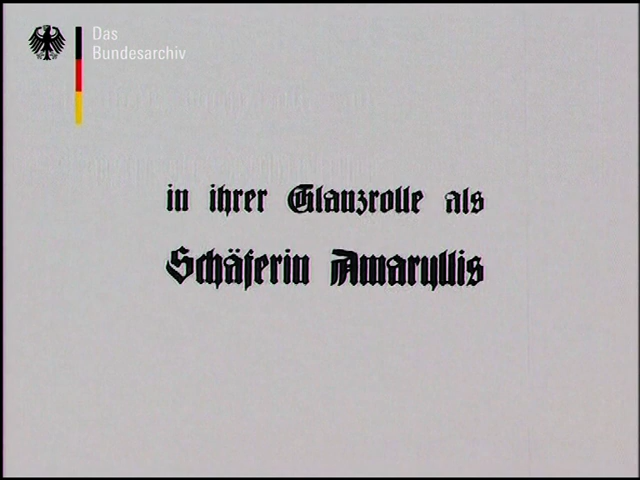 Das
Bundesarchiv
in ihrer Glanzrolle als
Schäferin Amaryllis